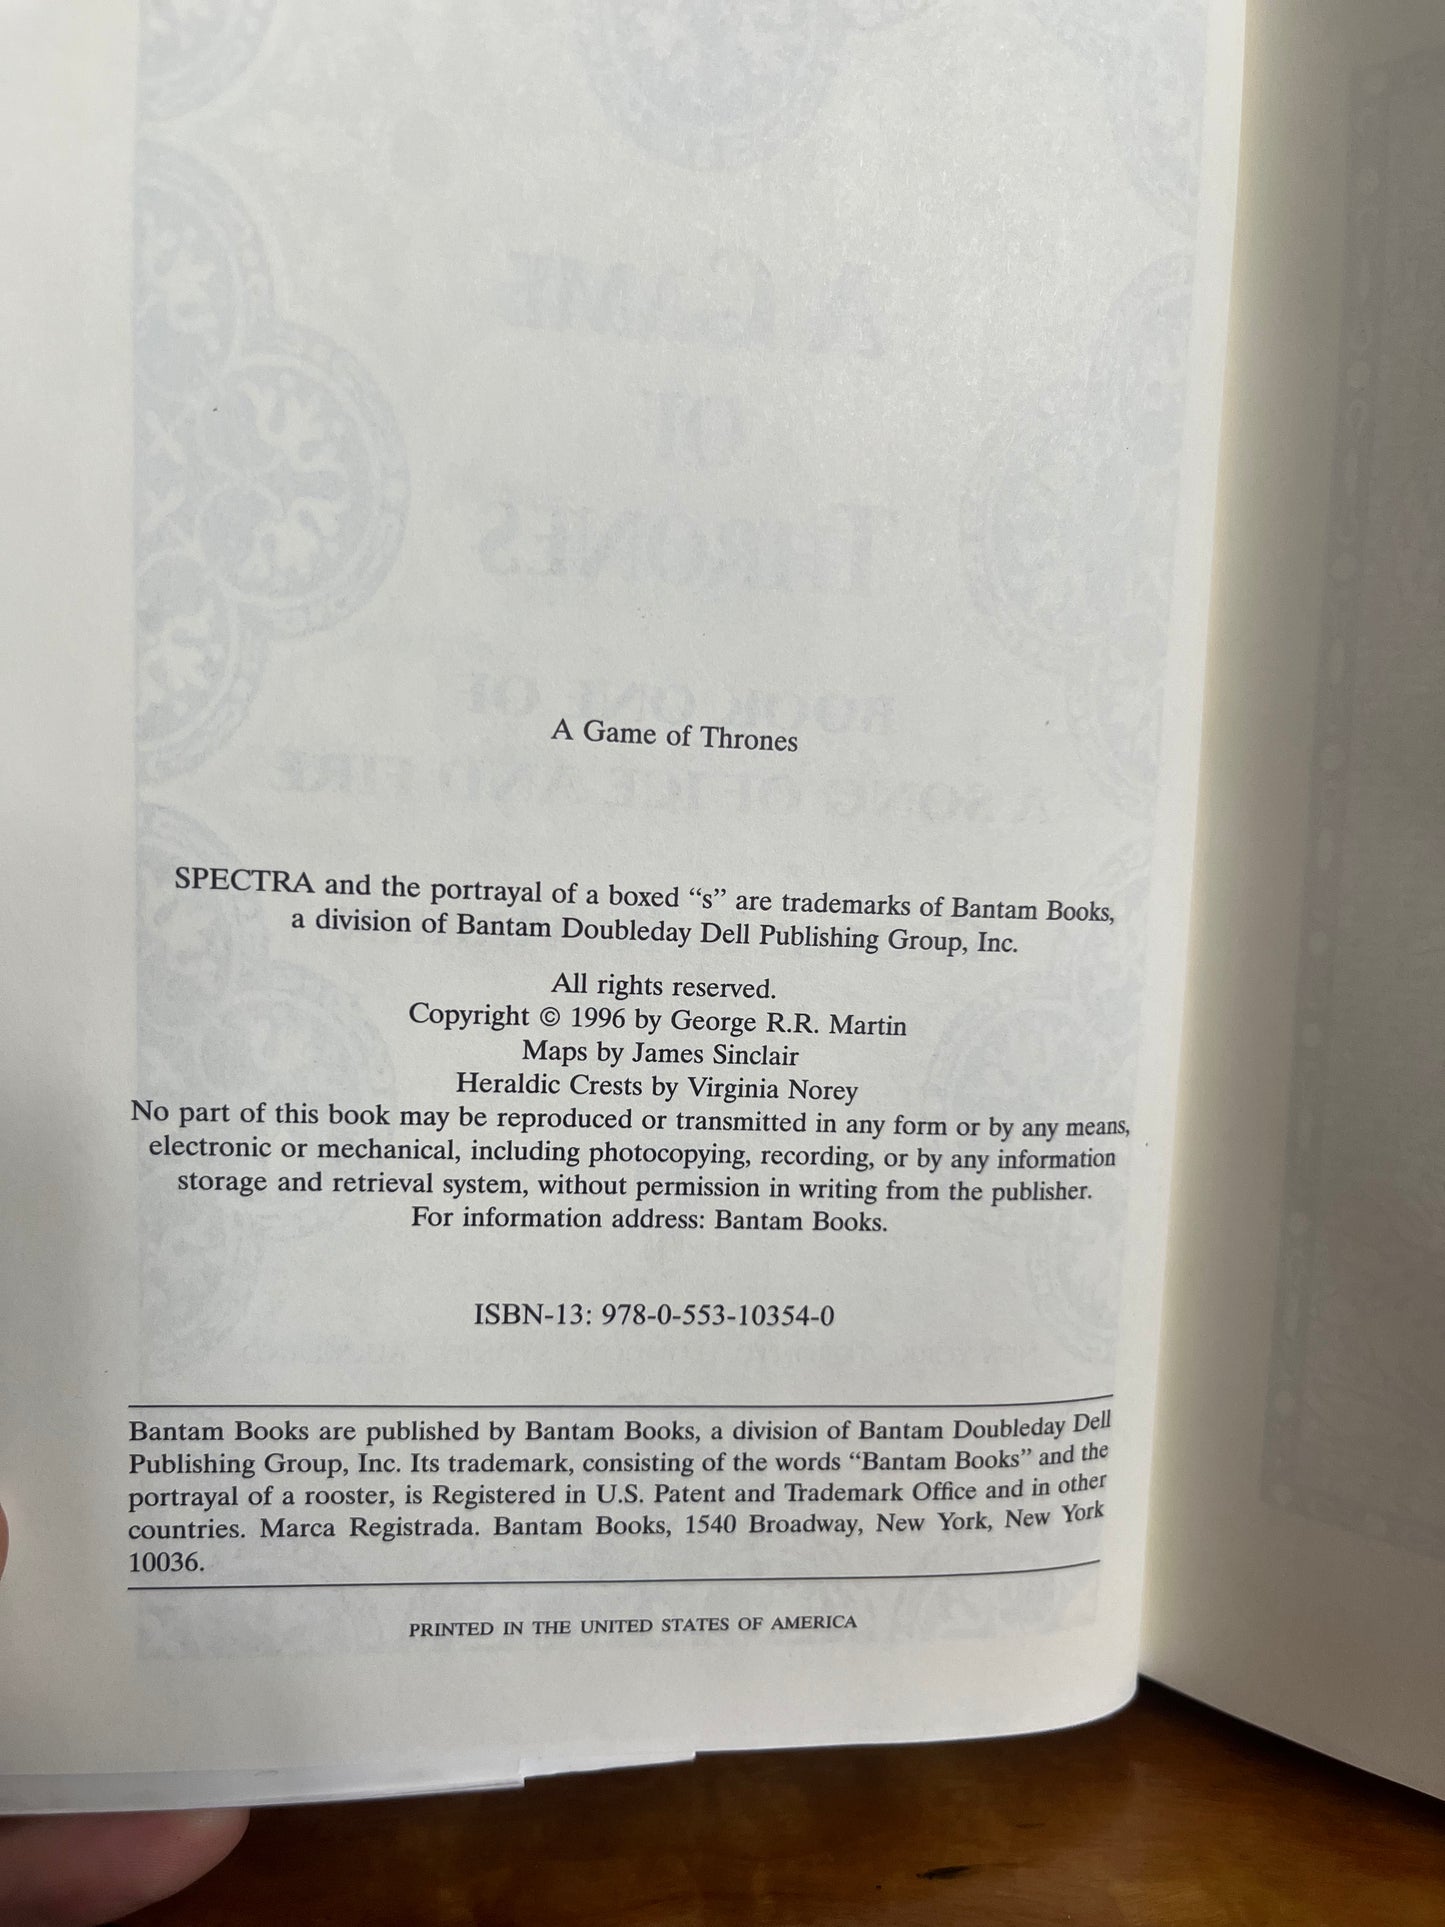 A Game of Thrones
SPECTRA and the portrayal of a boxed “s” are trademarks of Bantam Books,
a division of Bantam Doubleday Dell Publishing Group, Inc.
All rights reserved.
Copyright © 1996 by George R.R. Martin
Maps by James Sinclair
Heraldic Crests by Virginia Norey
No part of this book may be reproduced or transmitted in any form or by any means,
electronic or mechanical, including photocopying, recording, or by any information
storage and retrieval system, without permission in writing from the publisher.
For information address: Bantam Books.
ISBN-13: 978-0-553-10354-0
Bantam Books are published by Bantam Books, a division of Bantam Doubleday Dell
Publishing Group, Inc. Its trademark, consisting of the words “Bantam Books” and the
portrayal of a rooster, is Registered in U.S. Patent and Trademark Office and in other
countries. Marca Registrada. Bantam Books, 1540 Broadway, New York, New York
10036.
PRINTED IN THE UNITED STATES OF AMERICA